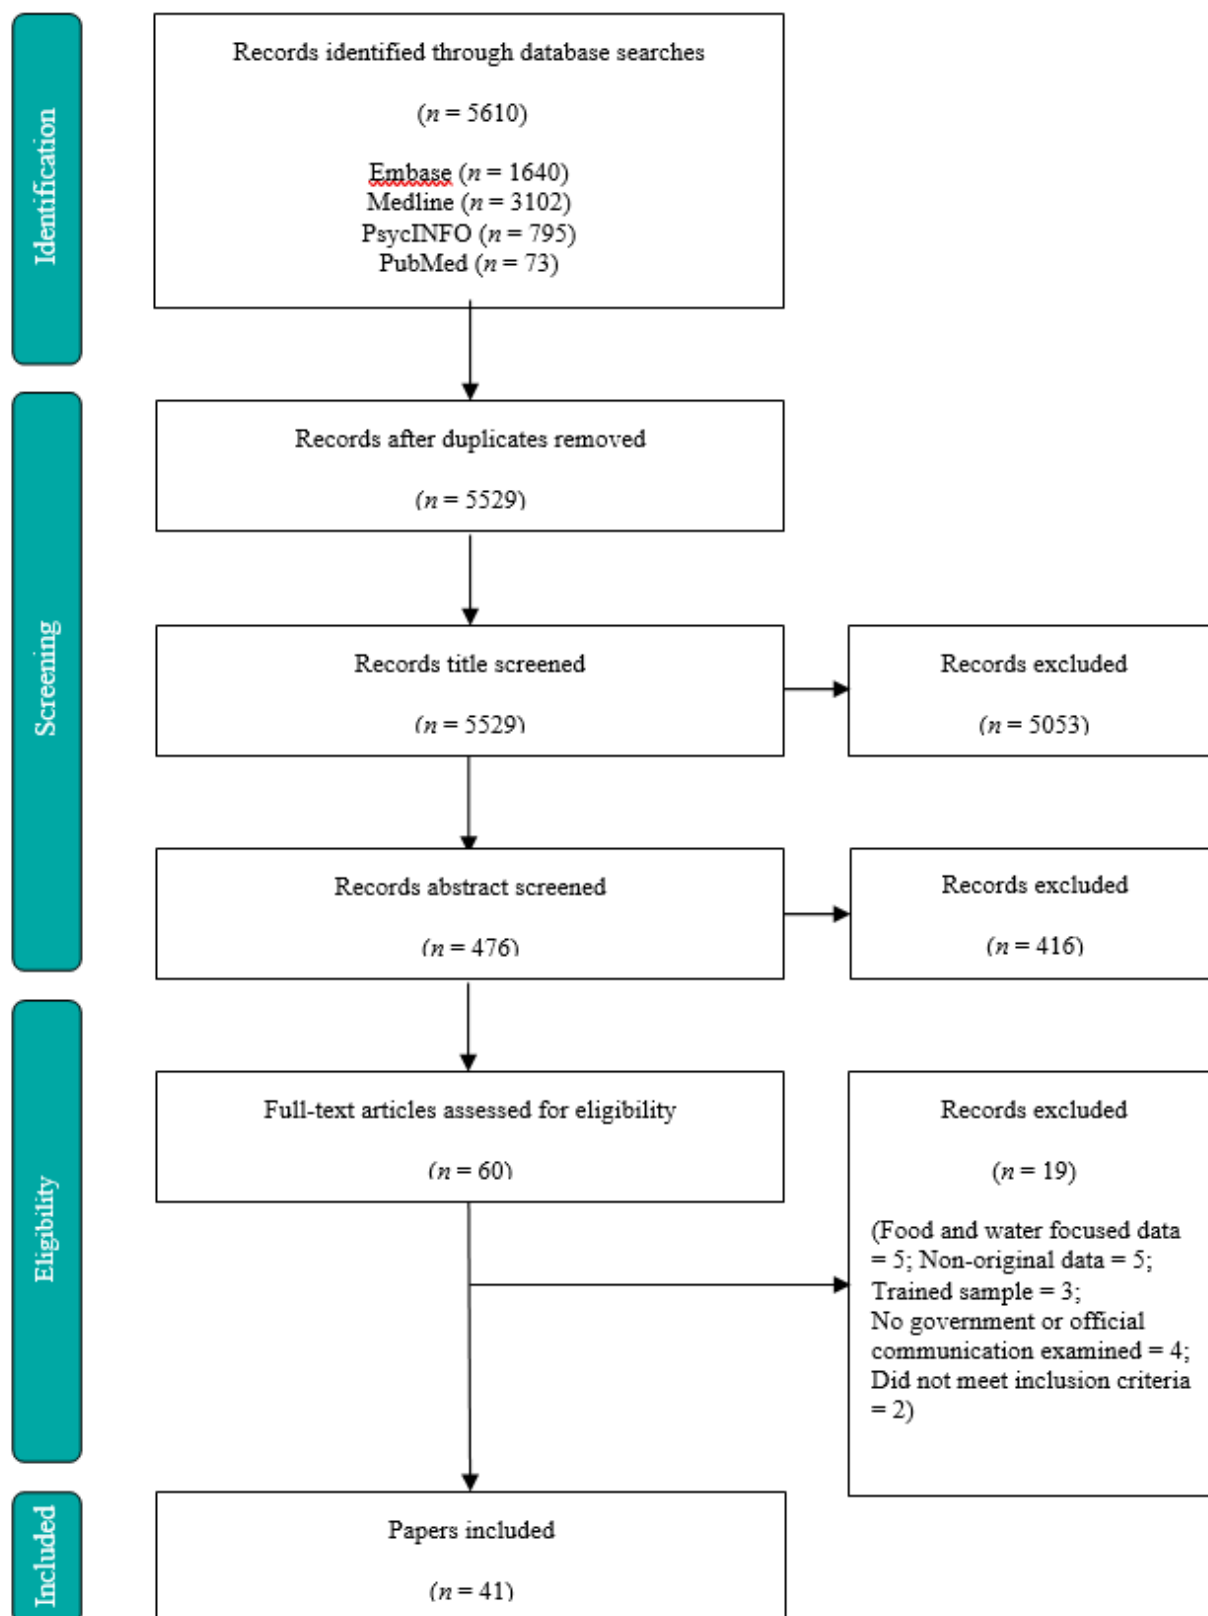 Identification
Records identified through database searches
(n = 5610)
Embase (n = 1640)
Medline (n = 3102)
PsycINFO (n = 795)
PubMed (n = 73)
Screening
Records after duplicates removed
(n = 5529)
Records title screened
(n = 5529)
Records excluded
(n = 5053)
Records abstract screened
(n = 476)
Records excluded
(n = 416)
Eligibility
Full-text articles assessed for eligibility
(n = 60)
Records excluded
(n = 19)
(Food and water focused data
= 5; Non-original data = 5;
Trained sample = 3;
No government or official
communication examined = 4;
Did not meet inclusion criteria
= 2)
Included
Papers included
(n = 41)